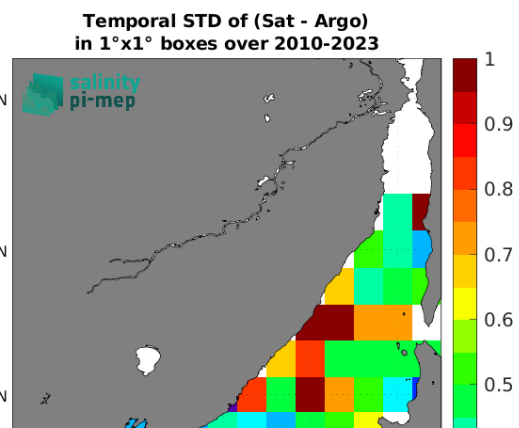 Temporal STD of (Sat - Argo)
in 1°x1° boxes over 2010-2023
salinity
pi-mep
N
N
N
1
0.9
0.8
0.7
0.6
0.5